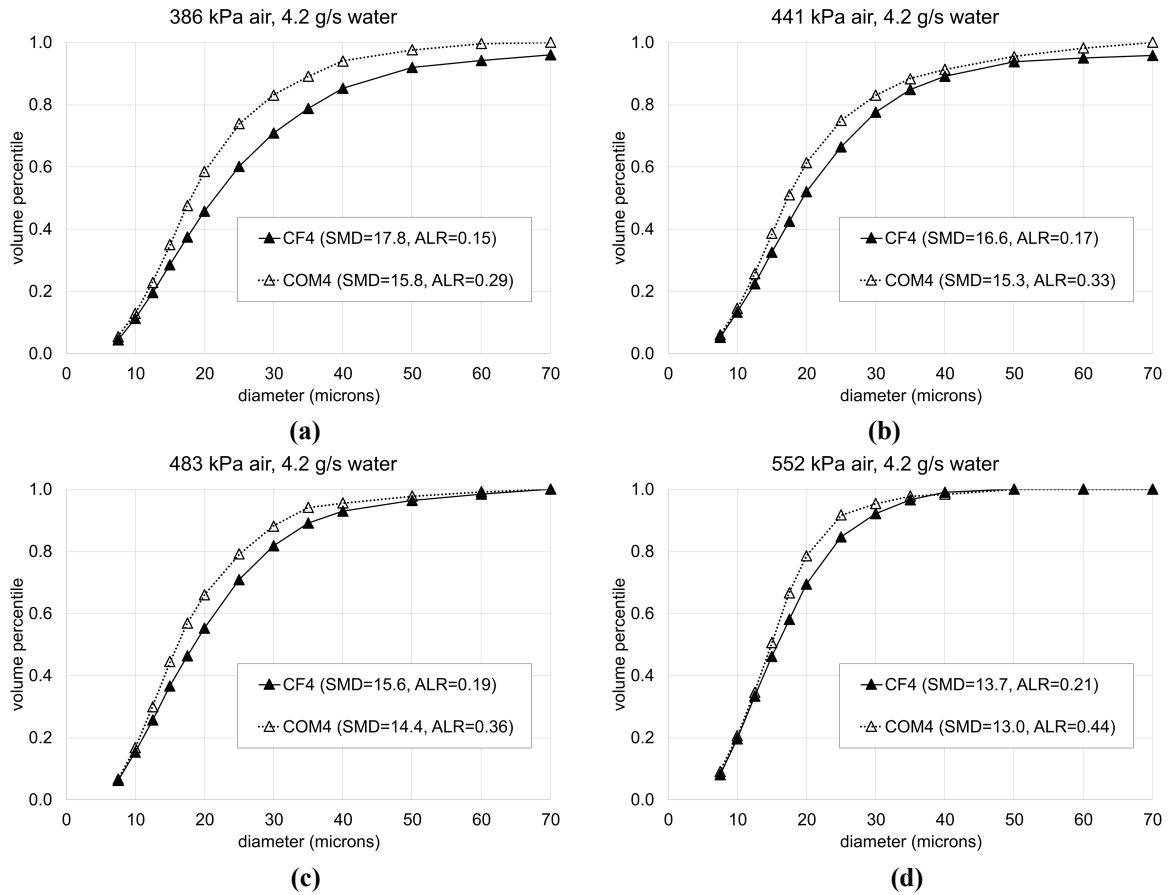 386 kPa air, 4.2 g/s water
1.0
0.8
0.6
0.4
0.2
0.0
volume percentile
CF4 (SMD=17.8, ALR=0.15)
COM4 (SMD=15.8, ALR=0.29)
0 10 20 30 40 50 60 70
diameter (microns)
(a)
441 kPa air, 4.2 g/s water
1.0
0.8
0.6
0.4
0.2
0.0
volume percentile
CF4 (SMD=16.6, ALR=0.17)
COM4 (SMD=15.3, ALR=0.33)
0 10 20 30 40 50 60 70
diameter (microns)
(b)
483 kPa air, 4.2 g/s water
1.0
0.8
0.6
0.4
0.2
0.0
volume percentile
CF4 (SMD=15.6, ALR=0.19)
COM4 (SMD=14.4, ALR=0.36)
0 10 20 30 40 50 60 70
diameter (microns)
(c)
552 kPa air, 4.2 g/s water
1.0
0.8
0.6
0.4
0.2
0.0
volume percentile
CF4 (SMD=13.7, ALR=0.21)
COM4 (SMD=13.0, ALR=0.44)
0 10 20 30 40 50 60 70
diameter (microns)
(d)